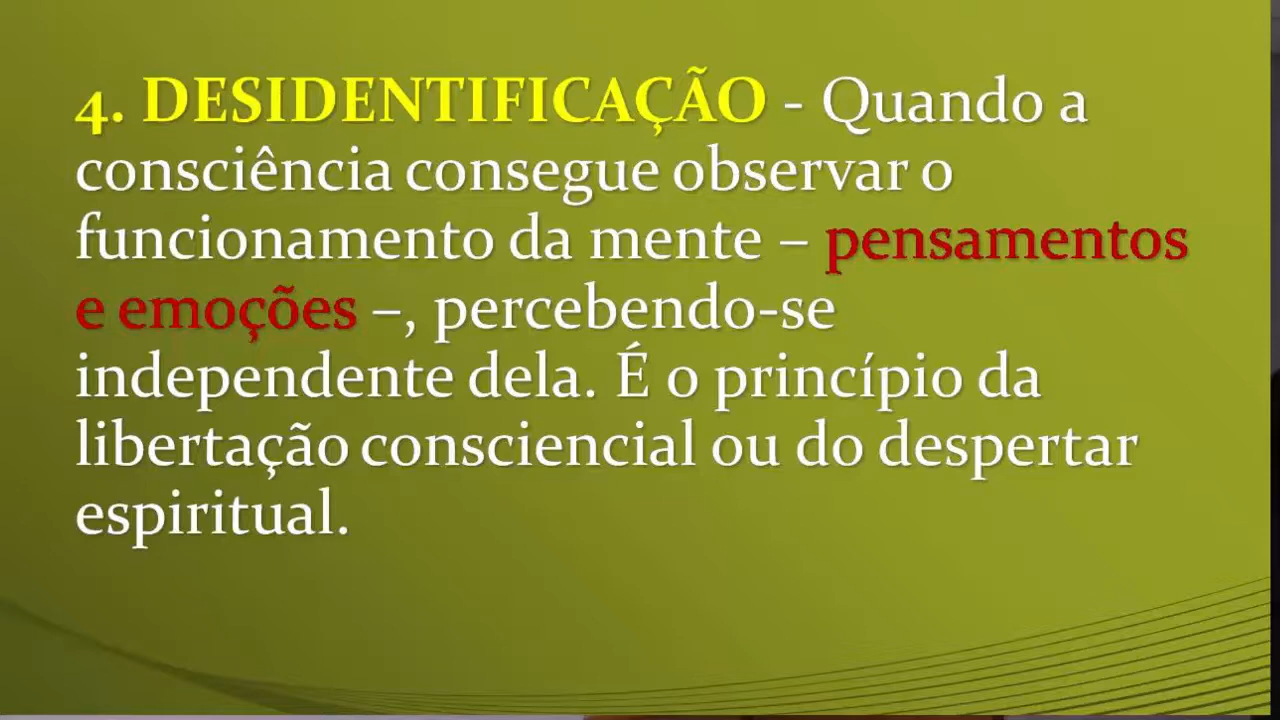 4. DESIDENTIFICAÇÃO - Quando a
consciência consegue observar o
funcionamento da mente – pensamentos
e emoções –, percebendo-se
independente dela. É o princípio da
libertação consciencial ou do despertar
espiritual.